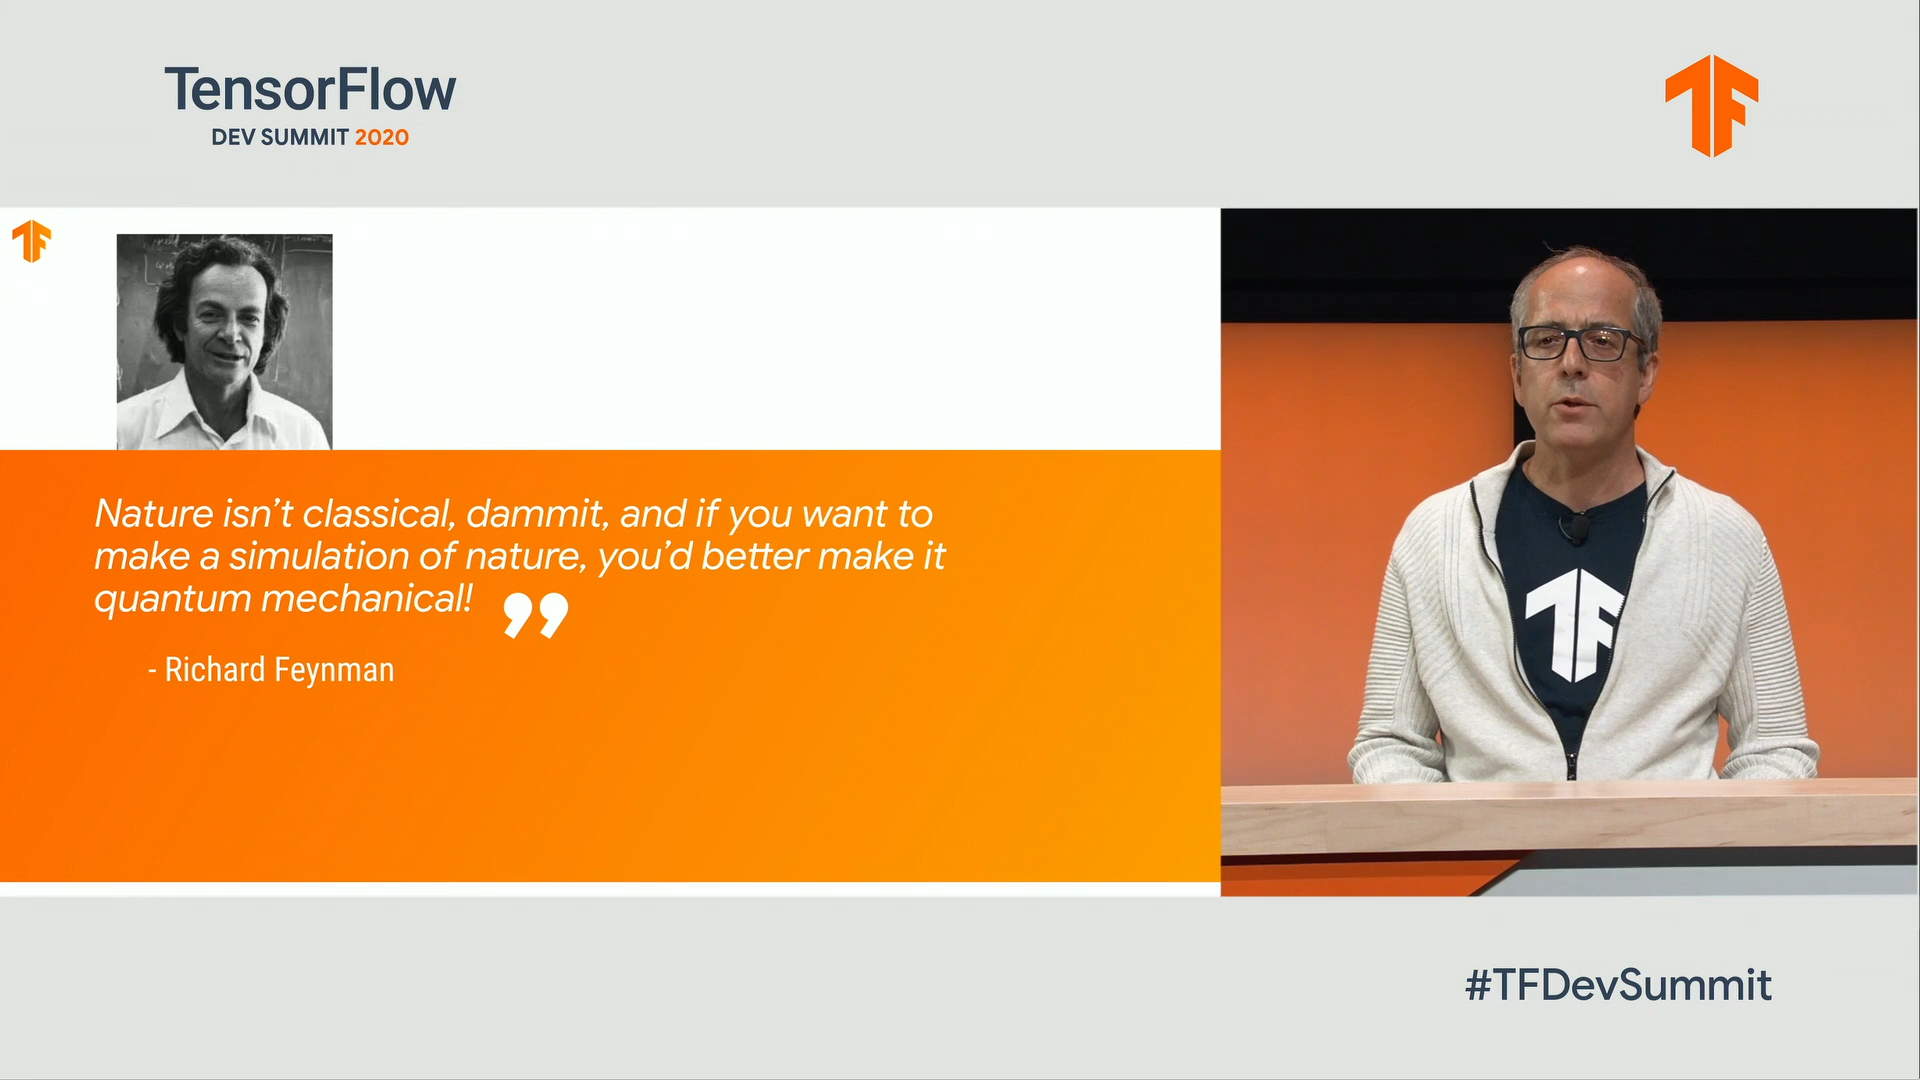 TensorFlow
DEV SUMMIT 2020
Nature isn't classical, dammit, and if you want to
make a simulation of nature, you'd better make it
quantum mechanical! ”
- Richard Feynman
#TFDevSummit